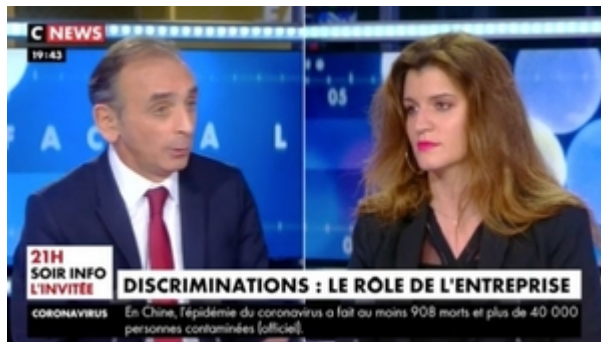 C NEWS
19:43
05
F A C A L
21H
SOIR INFO
L'INVITÉE
DISCRIMINATIONS : LE RÔLE DE L'ENTREPRISE
CORONAVIRUS
En Chine, l'épidémie du coronavirus a fait au moins 908 morts et plus de 40 000
personnes contaminées (officiel).